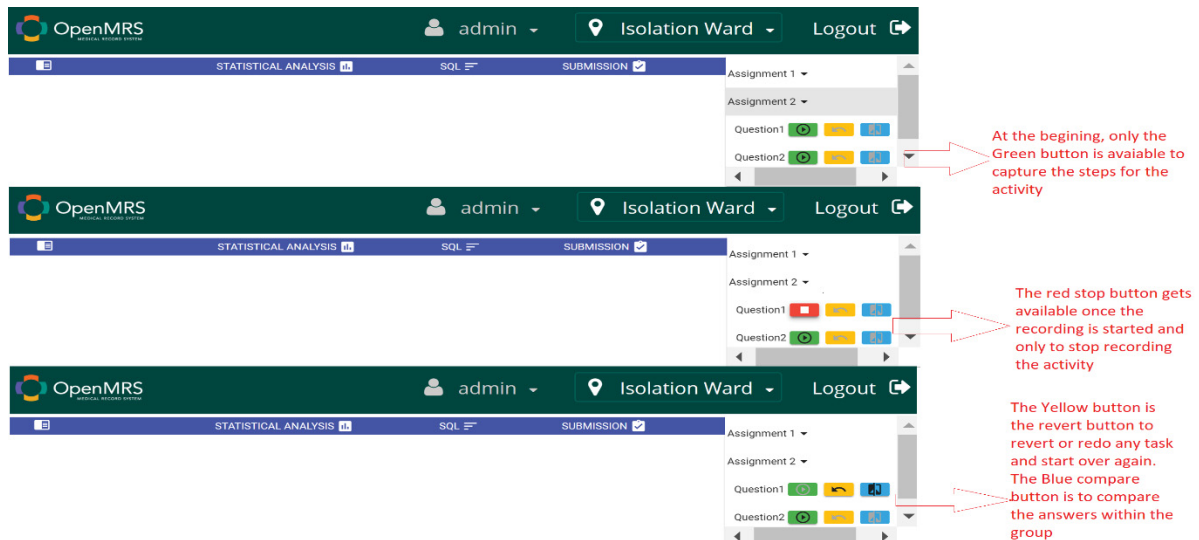 OpenMRS
MEDICAL RECORD SYSTEM
admin
Isolation Ward
Logout
STATISTICAL ANALYSIS
SQL
SUBMISSION
Assignment 1
Assignment 2
Question1
Question2
At the begining, only the
Green button is avaiable to
capture the steps for the
activity
OpenMRS
MEDICAL RECORD SYSTEM
admin
Isolation Ward
Logout
STATISTICAL ANALYSIS
SQL
SUBMISSION
Assignment 1
Assignment 2
Question1
Question2
The red stop button gets
available once the
recording is started and
only to stop recording
the activity
OpenMRS
MEDICAL RECORD SYSTEM
admin
Isolation Ward
Logout
STATISTICAL ANALYSIS
SQL
SUBMISSION
Assignment 1
Assignment 2
Question1
Question2
The Yellow button is
the revert button to
revert or redo any task
and start over again.
The Blue compare
button is to compare
the answers within the
group